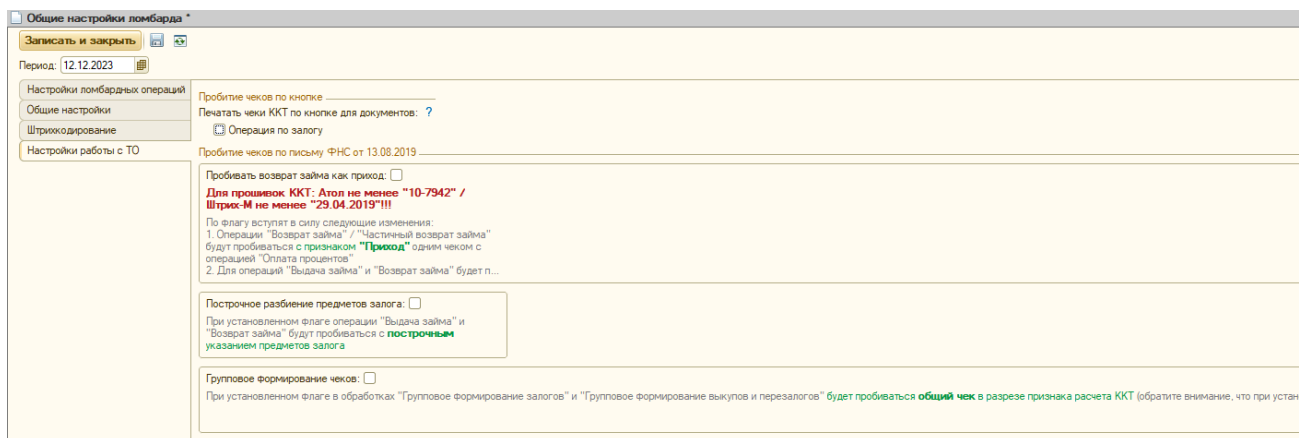 Общие настройки ломбарда *
Записать и закрыть
Период: 12.12.2023
Настройки ломбардных операций
Общие настройки
Штрихкодирование
Настройки работы с ТО
Пробитие чеков по кнопке
Печатать чеки ККТ по кнопке для документов: ?
Операция по залогу
Пробитие чеков по письму ФНС от 13.08.2019
Пробивать возврат займа как приход:
Для прошивок ККТ: Атол не менее "10-7942" /
Штрих-М не менее "29.04.2019"!!!
По флагу вступят в силу следующие изменения:
1. Операции "Возврат займа" / "Частичный возврат займа"
будут пробиваться с признаком "Приход" одним чеком с
операцией "Оплата процентов"
2. Для операций "Выдача займа" и "Возврат займа" будет п...
Построчное разбиение предметов залога:
При установленном флаге операции "Выдача займа" и
"Возврат займа" будут пробиваться с построчным
указанием предметов залога
Групповое формирование чеков:
При установленном флаге в обработках "Групповое формирование залогов" и "Групповое формирование выкупов и перезалогов" будет пробиваться общий чек в разрезе признака расчета ККТ (обратите внимание, что при устан